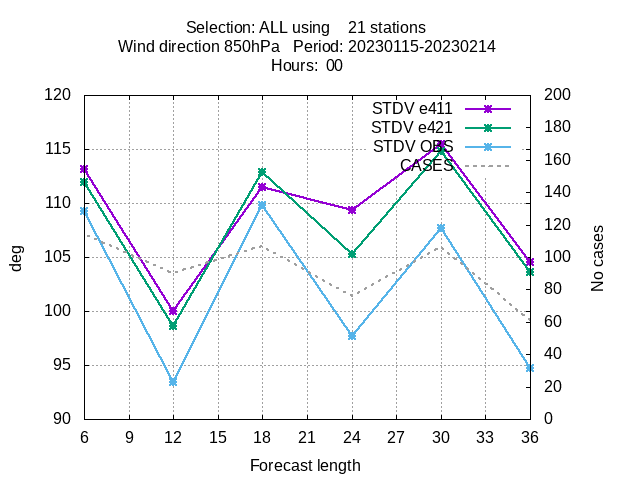 Selection: ALL using 21 stations
Wind direction 850hPa Period: 20230115-20230214
Hours: 00
STDV e411
STDV e421
STDV OBS
CASES
120
115
110
105
100
95
90
200
180
160
140
120
100
80
60
40
20
0
deg
No cases
6 9 12 15 18 21 24 27 30 33 36
Forecast length